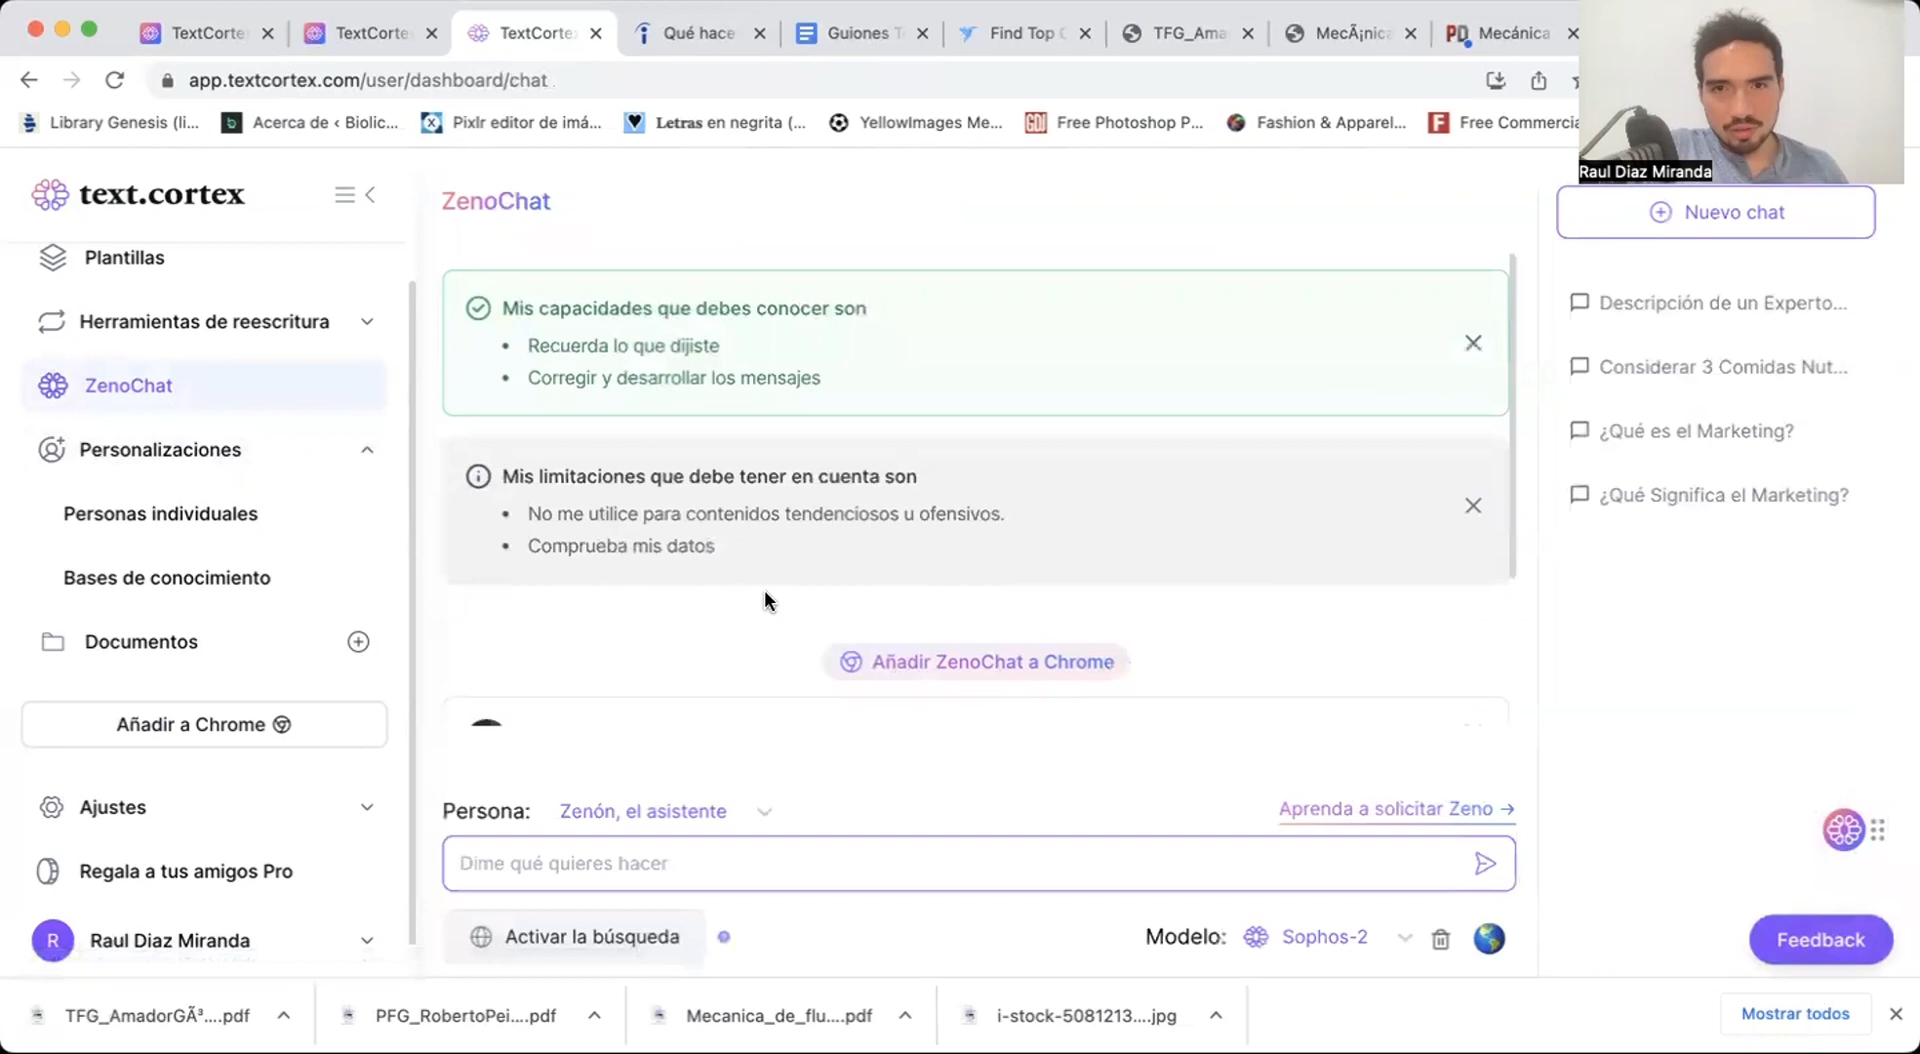 TextCorte
TextCorte
TextCorte
Qué hace
Guiones T
Find Top C
TFG_Ama
MecÃ¡nica
PD
Mecánica
app.textcortex.com/user/dashboard/chat
Library Genesis (li...
Acerca de ‹ Biolic...
Pixlr editor de imá...
Letras en negrita (...
YellowImages Me...
Free Photoshop P...
Fashion & Apparel...
Free Commercia
Raul Diaz Miranda
text.cortex
Plantillas
Herramientas de reescritura
ZenoChat
Personalizaciones
Personas individuales
Bases de conocimiento
Documentos
Añadir a Chrome
Ajustes
Regala a tus amigos Pro
R
Raul Diaz Miranda
ZenoChat
Mis capacidades que debes conocer son
• Recuerda lo que dijiste
• Corregir y desarrollar los mensajes
Mis limitaciones que debe tener en cuenta son
• No me utilice para contenidos tendenciosos u ofensivos.
• Comprueba mis datos
Añadir ZenoChat a Chrome
Persona: Zenón, el asistente
Aprenda a solicitar Zeno →
Dime qué quieres hacer
Activar la búsqueda
Modelo: Sophos-2
Nuevo chat
Descripción de un Experto...
Considerar 3 Comidas Nut...
¿Qué es el Marketing?
¿Qué Significa el Marketing?
Feedback
TFG_AmadorGÃ³....pdf
PFG_RobertoPei....pdf
Mecanica_de_flu....pdf
i-stock-5081213....jpg
Mostrar todos